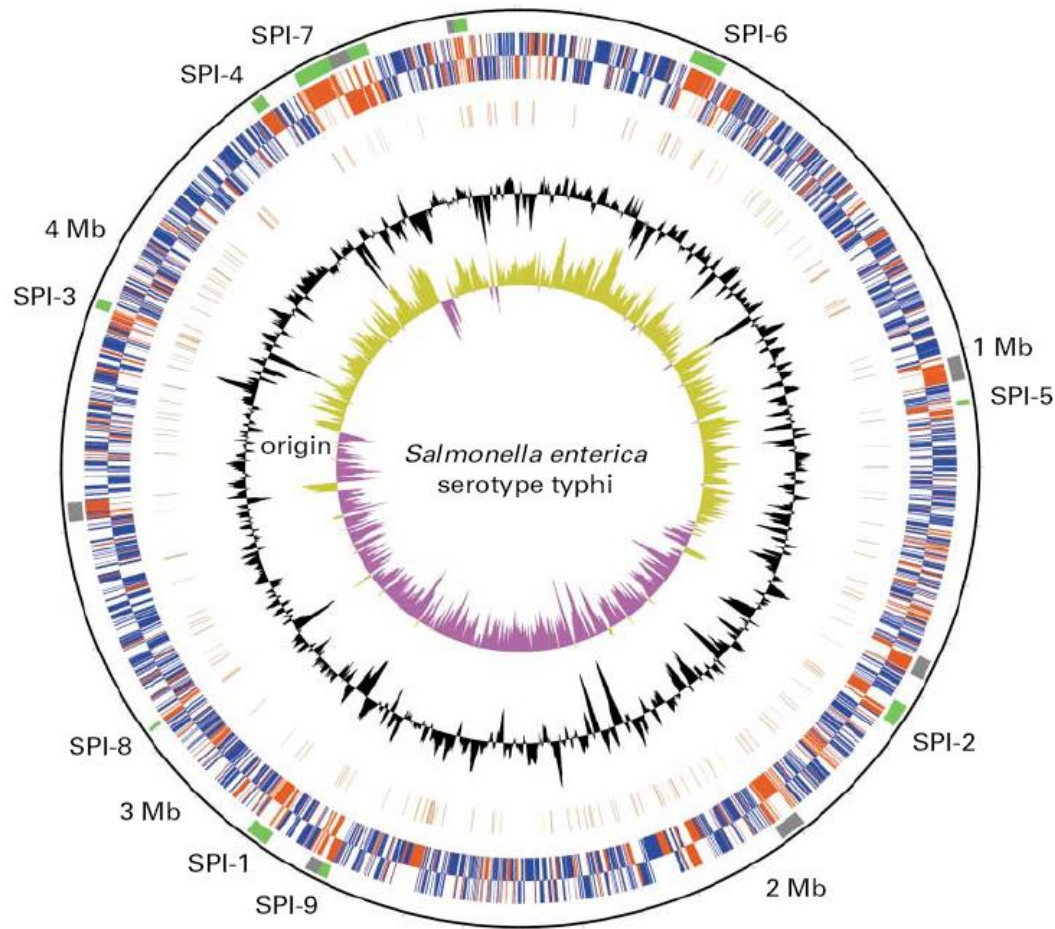 SPI-7
SPI-6
SPI-4
4 Mb
SPI-3
1 Mb
SPI-5
origin
Salmonella enterica
serotype typhi
SPI-8
SPI-2
3 Mb
SPI-1
2 Mb
SPI-9